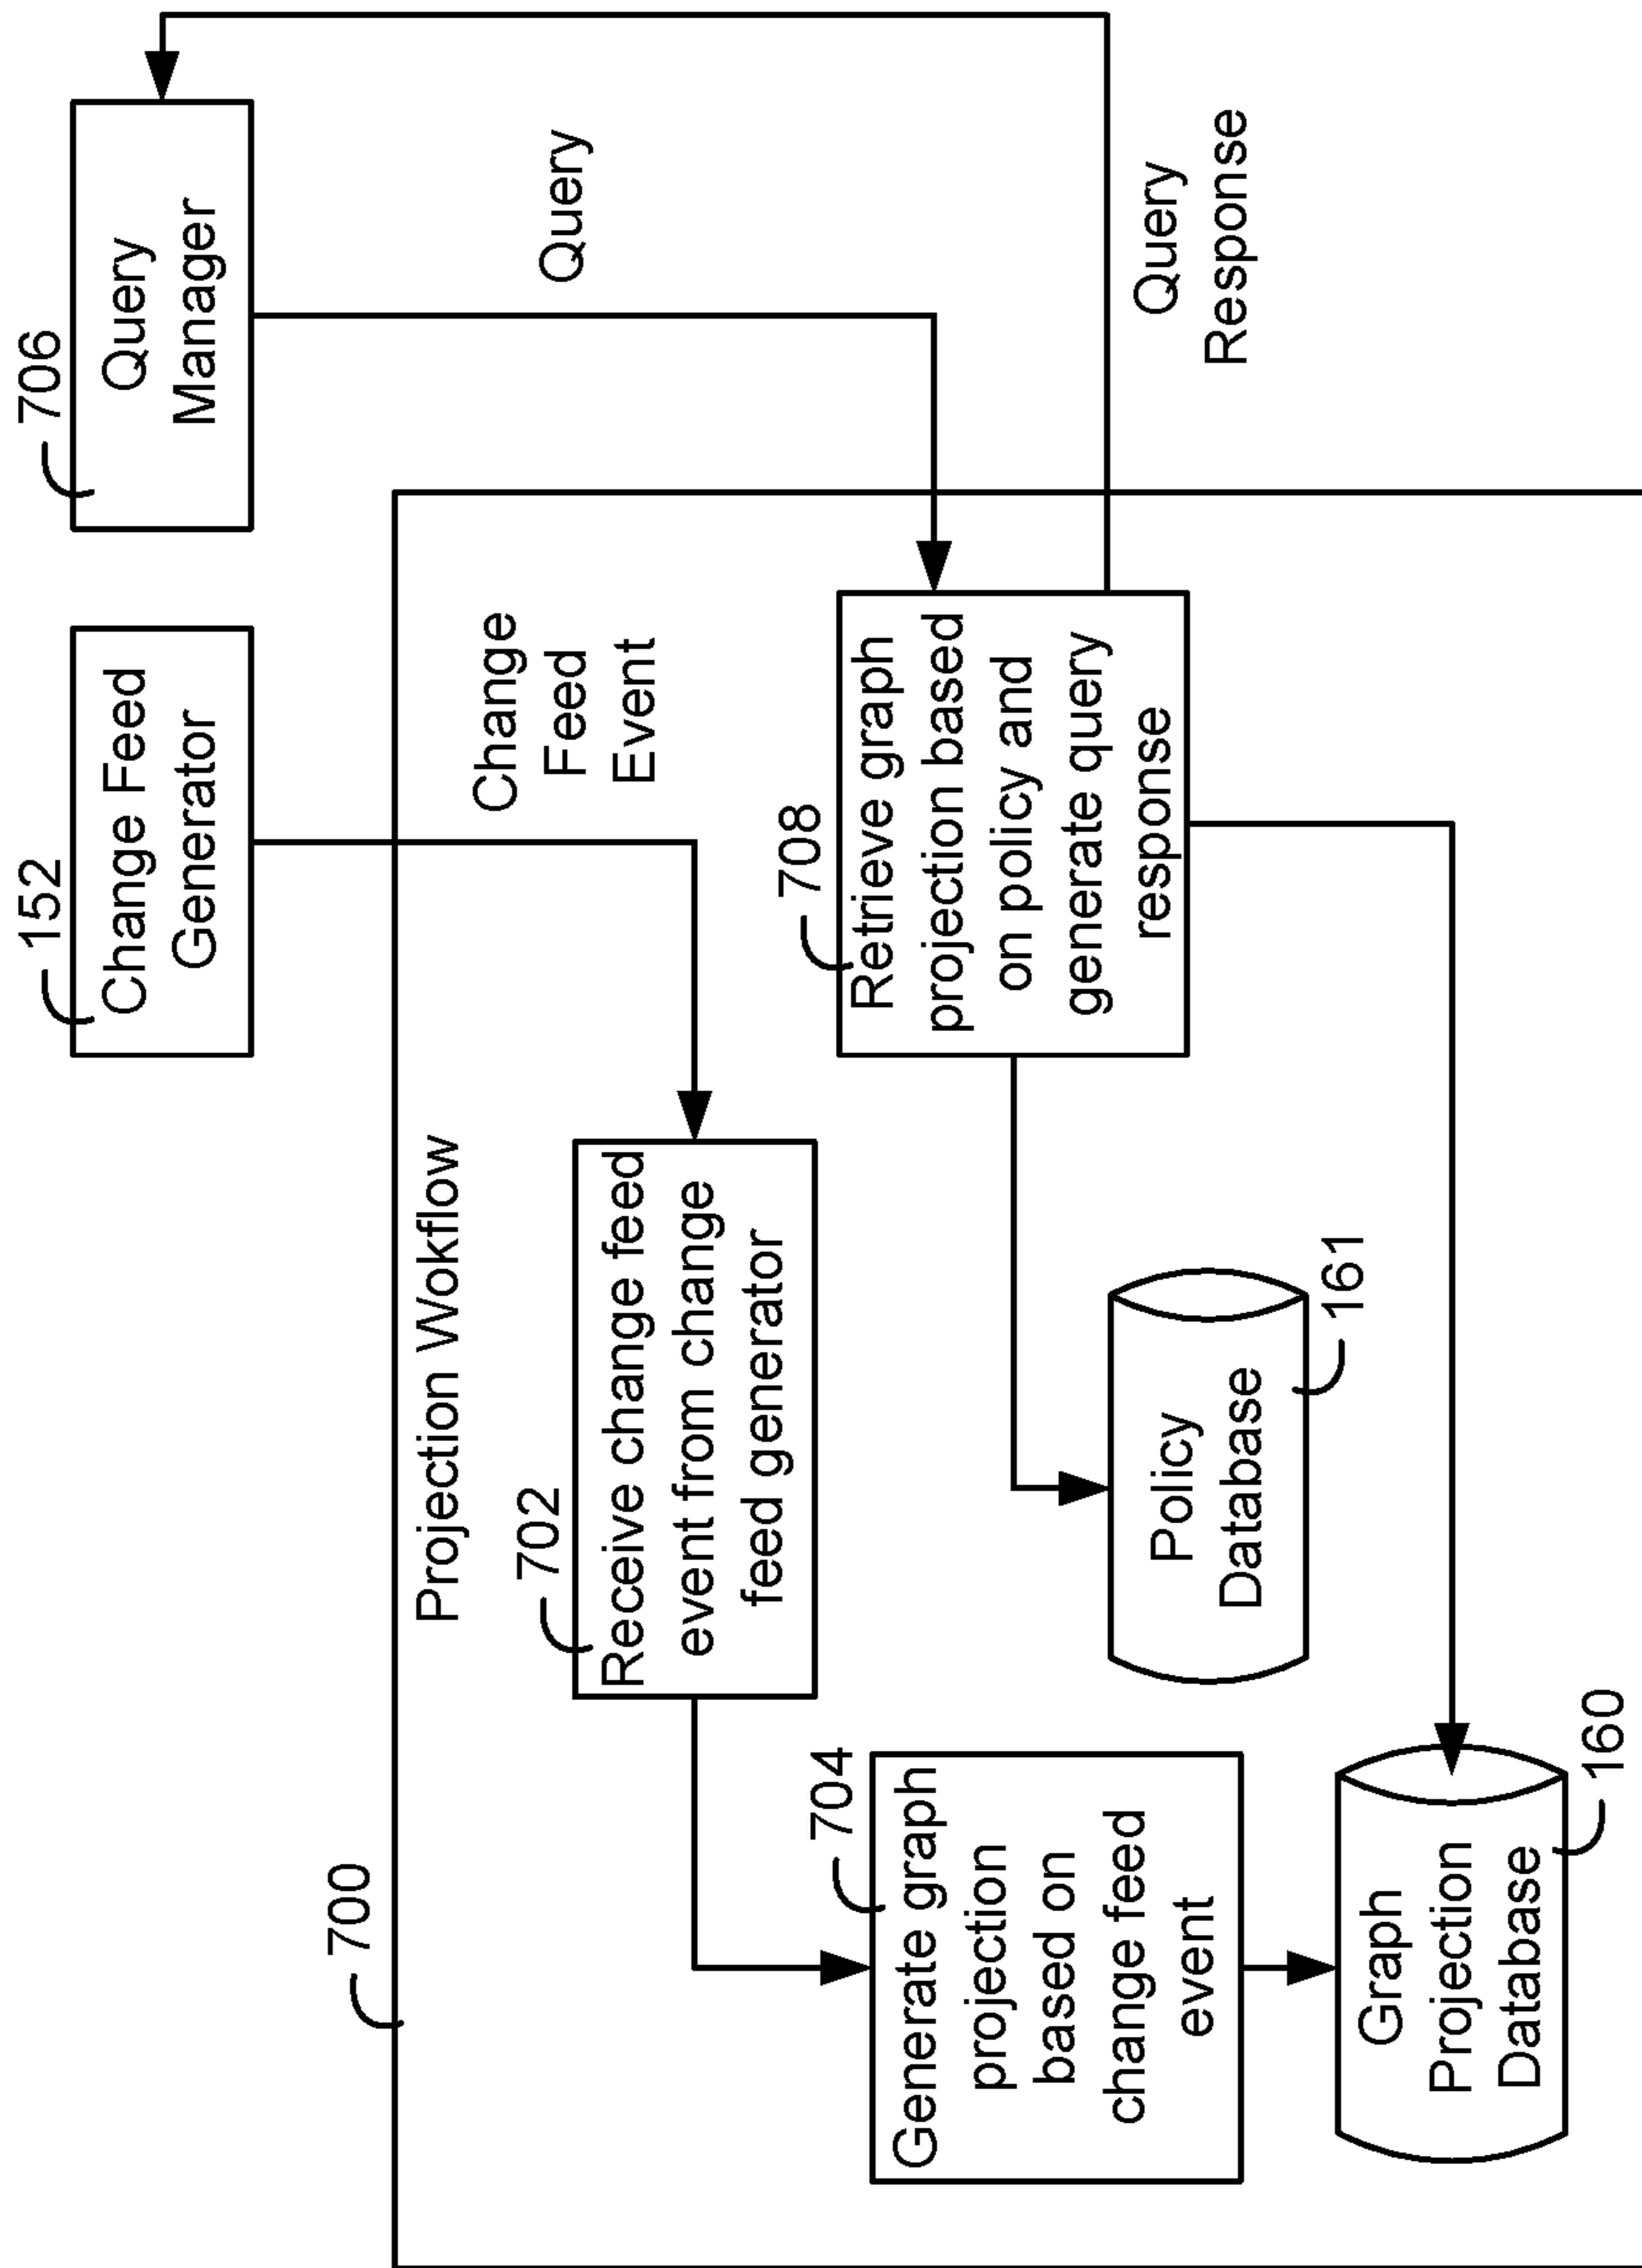 152
Change Feed
Generator
706
Query
Manager
700
Projection Wokflow
Change
Feed
Event
Query
702
Receive change feed
event from change
feed generator
704
Generate graph
projection
based on
change feed
event
708
Retrieve graph
projection based
on policy and
generate query
response
Query
Response
Policy
Database
161
Graph
Projection
Database
160